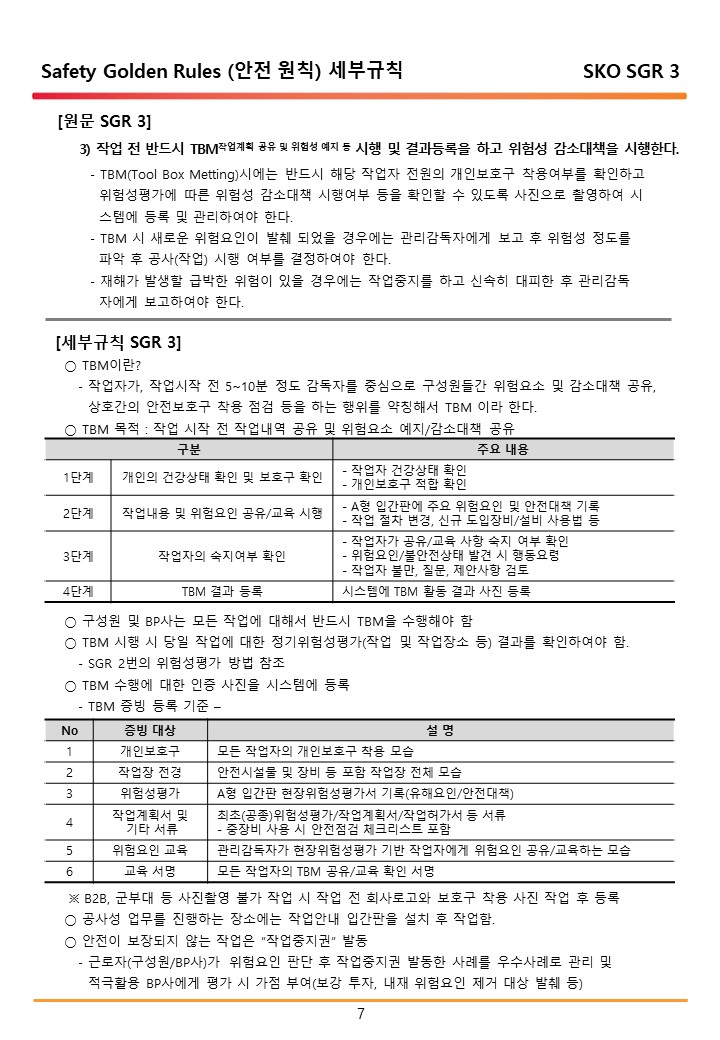 Safety Golden Rules (안전 원칙) 세부규칙 SKO SGR 3
[원문 SGR 3]
3) 작업 전 반드시 TBM작업계획 공유 및 위험성 예지 등 시행 및 결과등록을 하고 위험성 감소대책을 시행한다.
- TBM(Tool Box Metting)시에는 반드시 해당 작업자 전원의 개인보호구 착용여부를 확인하고
위험성평가에 따른 위험성 감소대책 시행여부 등을 확인할 수 있도록 사진으로 촬영하여 시
스템에 등록 및 관리하여야 한다.
- TBM 시 새로운 위험요인이 발췌 되었을 경우에는 관리감독자에게 보고 후 위험성 정도를
파악 후 공사(작업) 시행 여부를 결정하여야 한다.
- 재해가 발생할 급박한 위험이 있을 경우에는 작업중지를 하고 신속히 대피한 후 관리감독
자에게 보고하여야 한다.
[세부규칙 SGR 3]
○ TBM이란?
- 작업자가, 작업시작 전 5~10분 정도 감독자를 중심으로 구성원들간 위험요소 및 감소대책 공유,
상호간의 안전보호구 착용 점검 등을 하는 행위를 약칭해서 TBM 이라 한다.
○ TBM 목적 : 작업 시작 전 작업내역 공유 및 위험요소 예지/감소대책 공유
구분 주요 내용
1단계 개인의 건강상태 확인 및 보호구 확인 - 작업자 건강상태 확인
- 개인보호구 적합 확인
2단계 작업내용 및 위험요인 공유/교육 시행 - A형 입간판에 주요 위험요인 및 안전대책 기록
- 작업 절차 변경, 신규 도입장비/설비 사용법 등
3단계 작업자의 숙지여부 확인 - 작업자가 공유/교육 사항 숙지 여부 확인
- 위험요인/불안전상태 발견 시 행동요령
- 작업자 불만, 질문, 제안사항 검토
4단계 TBM 결과 등록 시스템에 TBM 활동 결과 사진 등록
○ 구성원 및 BP사는 모든 작업에 대해서 반드시 TBM을 수행해야 함
○ TBM 시행 시 당일 작업에 대한 정기위험성평가(작업 및 작업장소 등) 결과를 확인하여야 함.
- SGR 2번의 위험성평가 방법 참조
○ TBM 수행에 대한 인증 사진을 시스템에 등록
- TBM 증빙 등록 기준 –
No 증빙 대상 설 명
1 개인보호구 모든 작업자의 개인보호구 착용 모습
2 작업장 전경 안전시설물 및 장비 등 포함 작업장 전체 모습
3 위험성평가 A형 입간판 현장위험성평가서 기록(유해요인/안전대책)
4 작업계획서 및 기타 서류 최초(공종)위험성평가/작업계획서/작업허가서 등 서류
- 중장비 사용 시 안전점검 체크리스트 포함
5 위험요인 교육 관리감독자가 현장위험성평가 기반 작업자에게 위험요인 공유/교육하는 모습
6 교육 서명 모든 작업자의 TBM 공유/교육 확인 서명
※ B2B, 군부대 등 사진촬영 불가 작업 시 작업 전 회사로고와 보호구 착용 사진 작업 후 등록
○ 공사성 업무를 진행하는 장소에는 작업안내 입간판을 설치 후 작업함.
○ 안전이 보장되지 않는 작업은 "작업중지권" 발동
- 근로자(구성원/BP사)가 위험요인 판단 후 작업중지권 발동한 사례를 우수사례로 관리 및
적극활용 BP사에게 평가 시 가점 부여(보강 투자, 내재 위험요인 제거 대상 발췌 등)
7